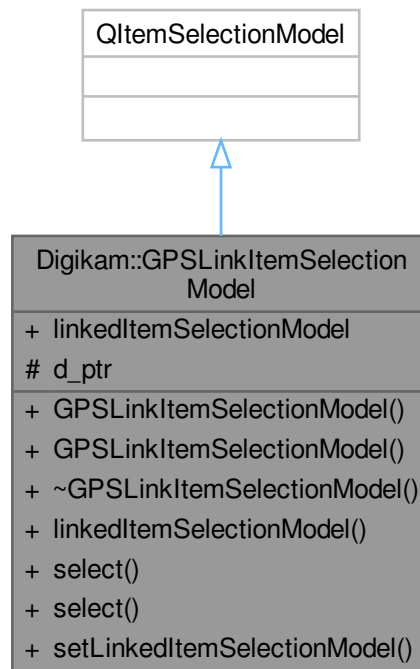 QItemSelectionModel
Digikam::GPSLinkItemSelection
Model
+ linkedItemSelectionModel
# d_ptr
+ GPSLinkItemSelectionModel()
+ GPSLinkItemSelectionModel()
+ ~GPSLinkItemSelectionModel()
+ linkedItemSelectionModel()
+ select()
+ select()
+ setLinkedItemSelectionModel()